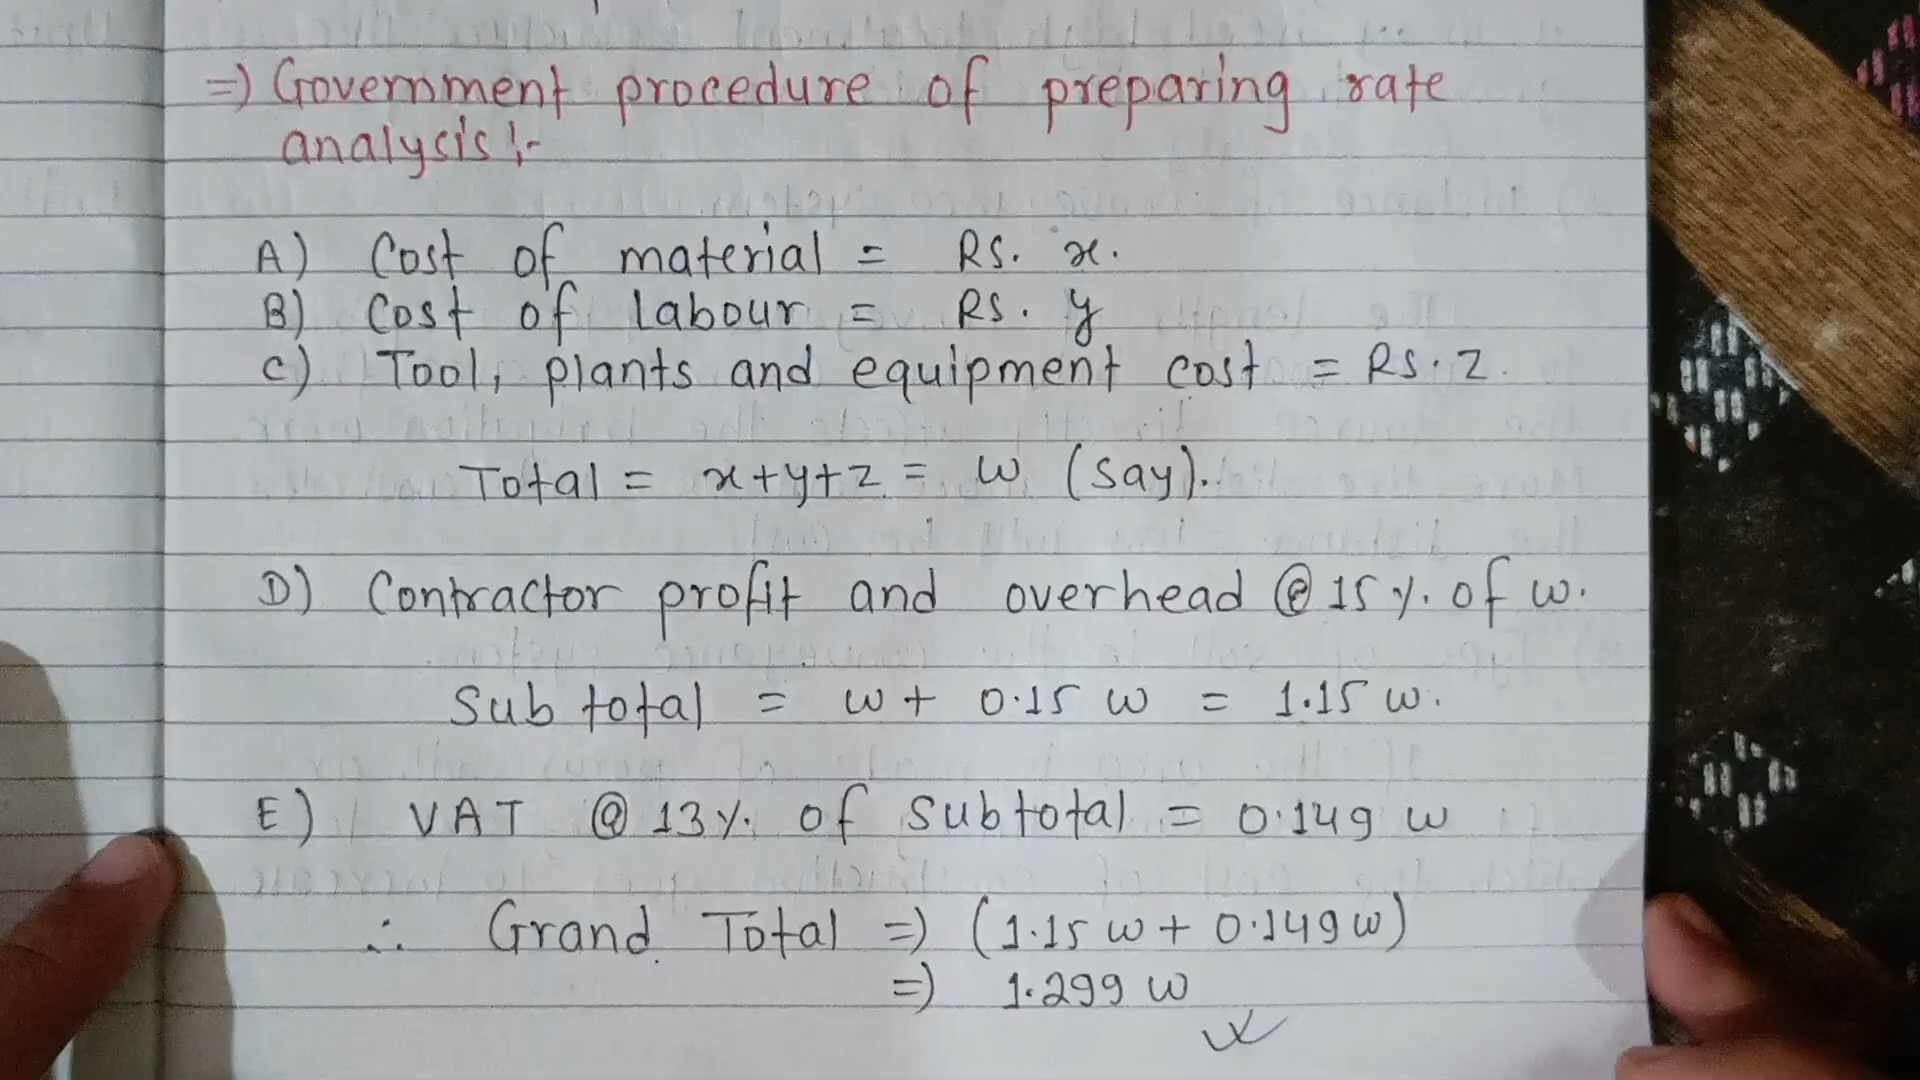 =) Government procedure of preparing rate
analysis :-
A) Cost of material = RS. x.
B) Cost of labour = RS. y
C) Tool, plants and equipment cost = RS. z.
Total = x+y+z = w (say).
D) Contractor profit and overhead @ 15%. of w.
Sub total = w + 0.15 w = 1.15 w.
E) VAT @ 13%. of subtotal = 0.149 w
∴ Grand Total => (1.15 w + 0.149 w)
=> 1.299 w